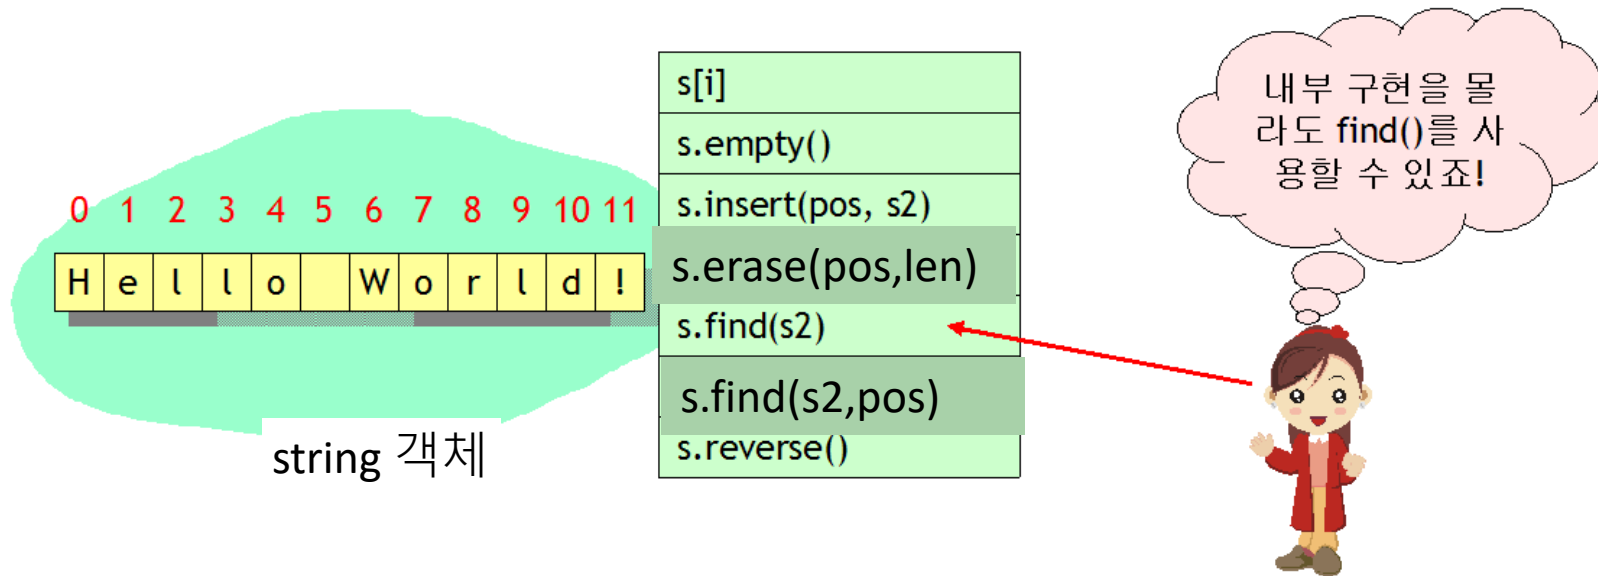 s[i]
s.empty()
0 1 2 3 4 5 6 7 8 9 10 11
s.insert(pos, s2)
H e l l o W o r l d !
s.erase(pos,len)
s.find(s2)
s.find(s2,pos)
s.reverse()
string 객체
내부 구현을 몰
라도 find()를 사
용할 수 있죠!